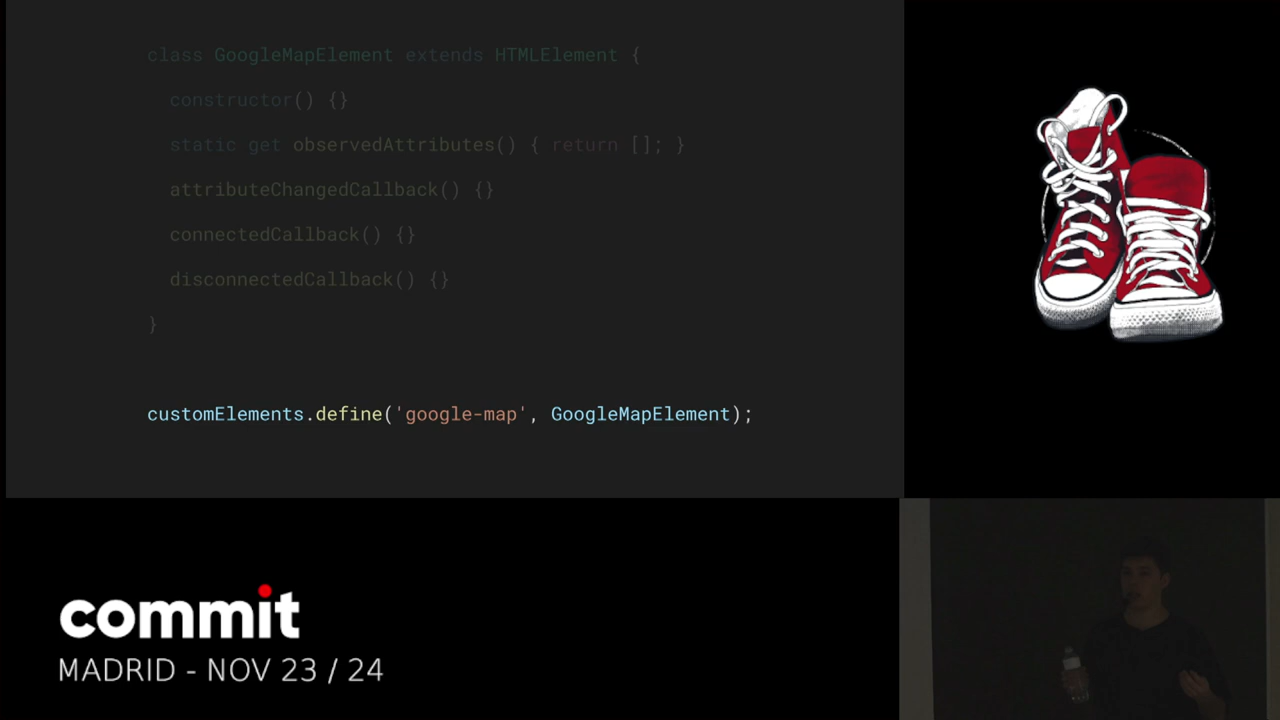 class GoogleMapElement extends HTMLElement {
constructor() {}
static get observedAttributes() { return []; }
attributeChangedCallback() {}
connectedCallback() {}
disconnectedCallback() {}
}
customElements.define('google-map', GoogleMapElement);
commit
MADRID - NOV 23 / 24